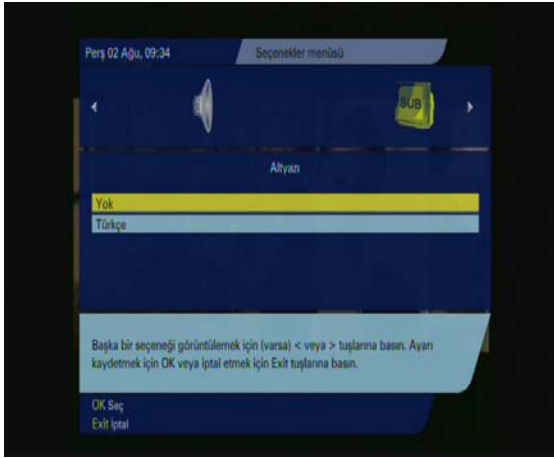 Perş 02 Ağu, 09:34
Seçenekler menüsü
SUB
Altyazı
Yok
Türkçe
Başka bir seçeneği görüntülemek için (varsa) < veya > tuşlarına basın. Ayarı
kaydetmek için OK veya iptal etmek için Exit tuşlarına basın.
OK Seç
Exit İptal